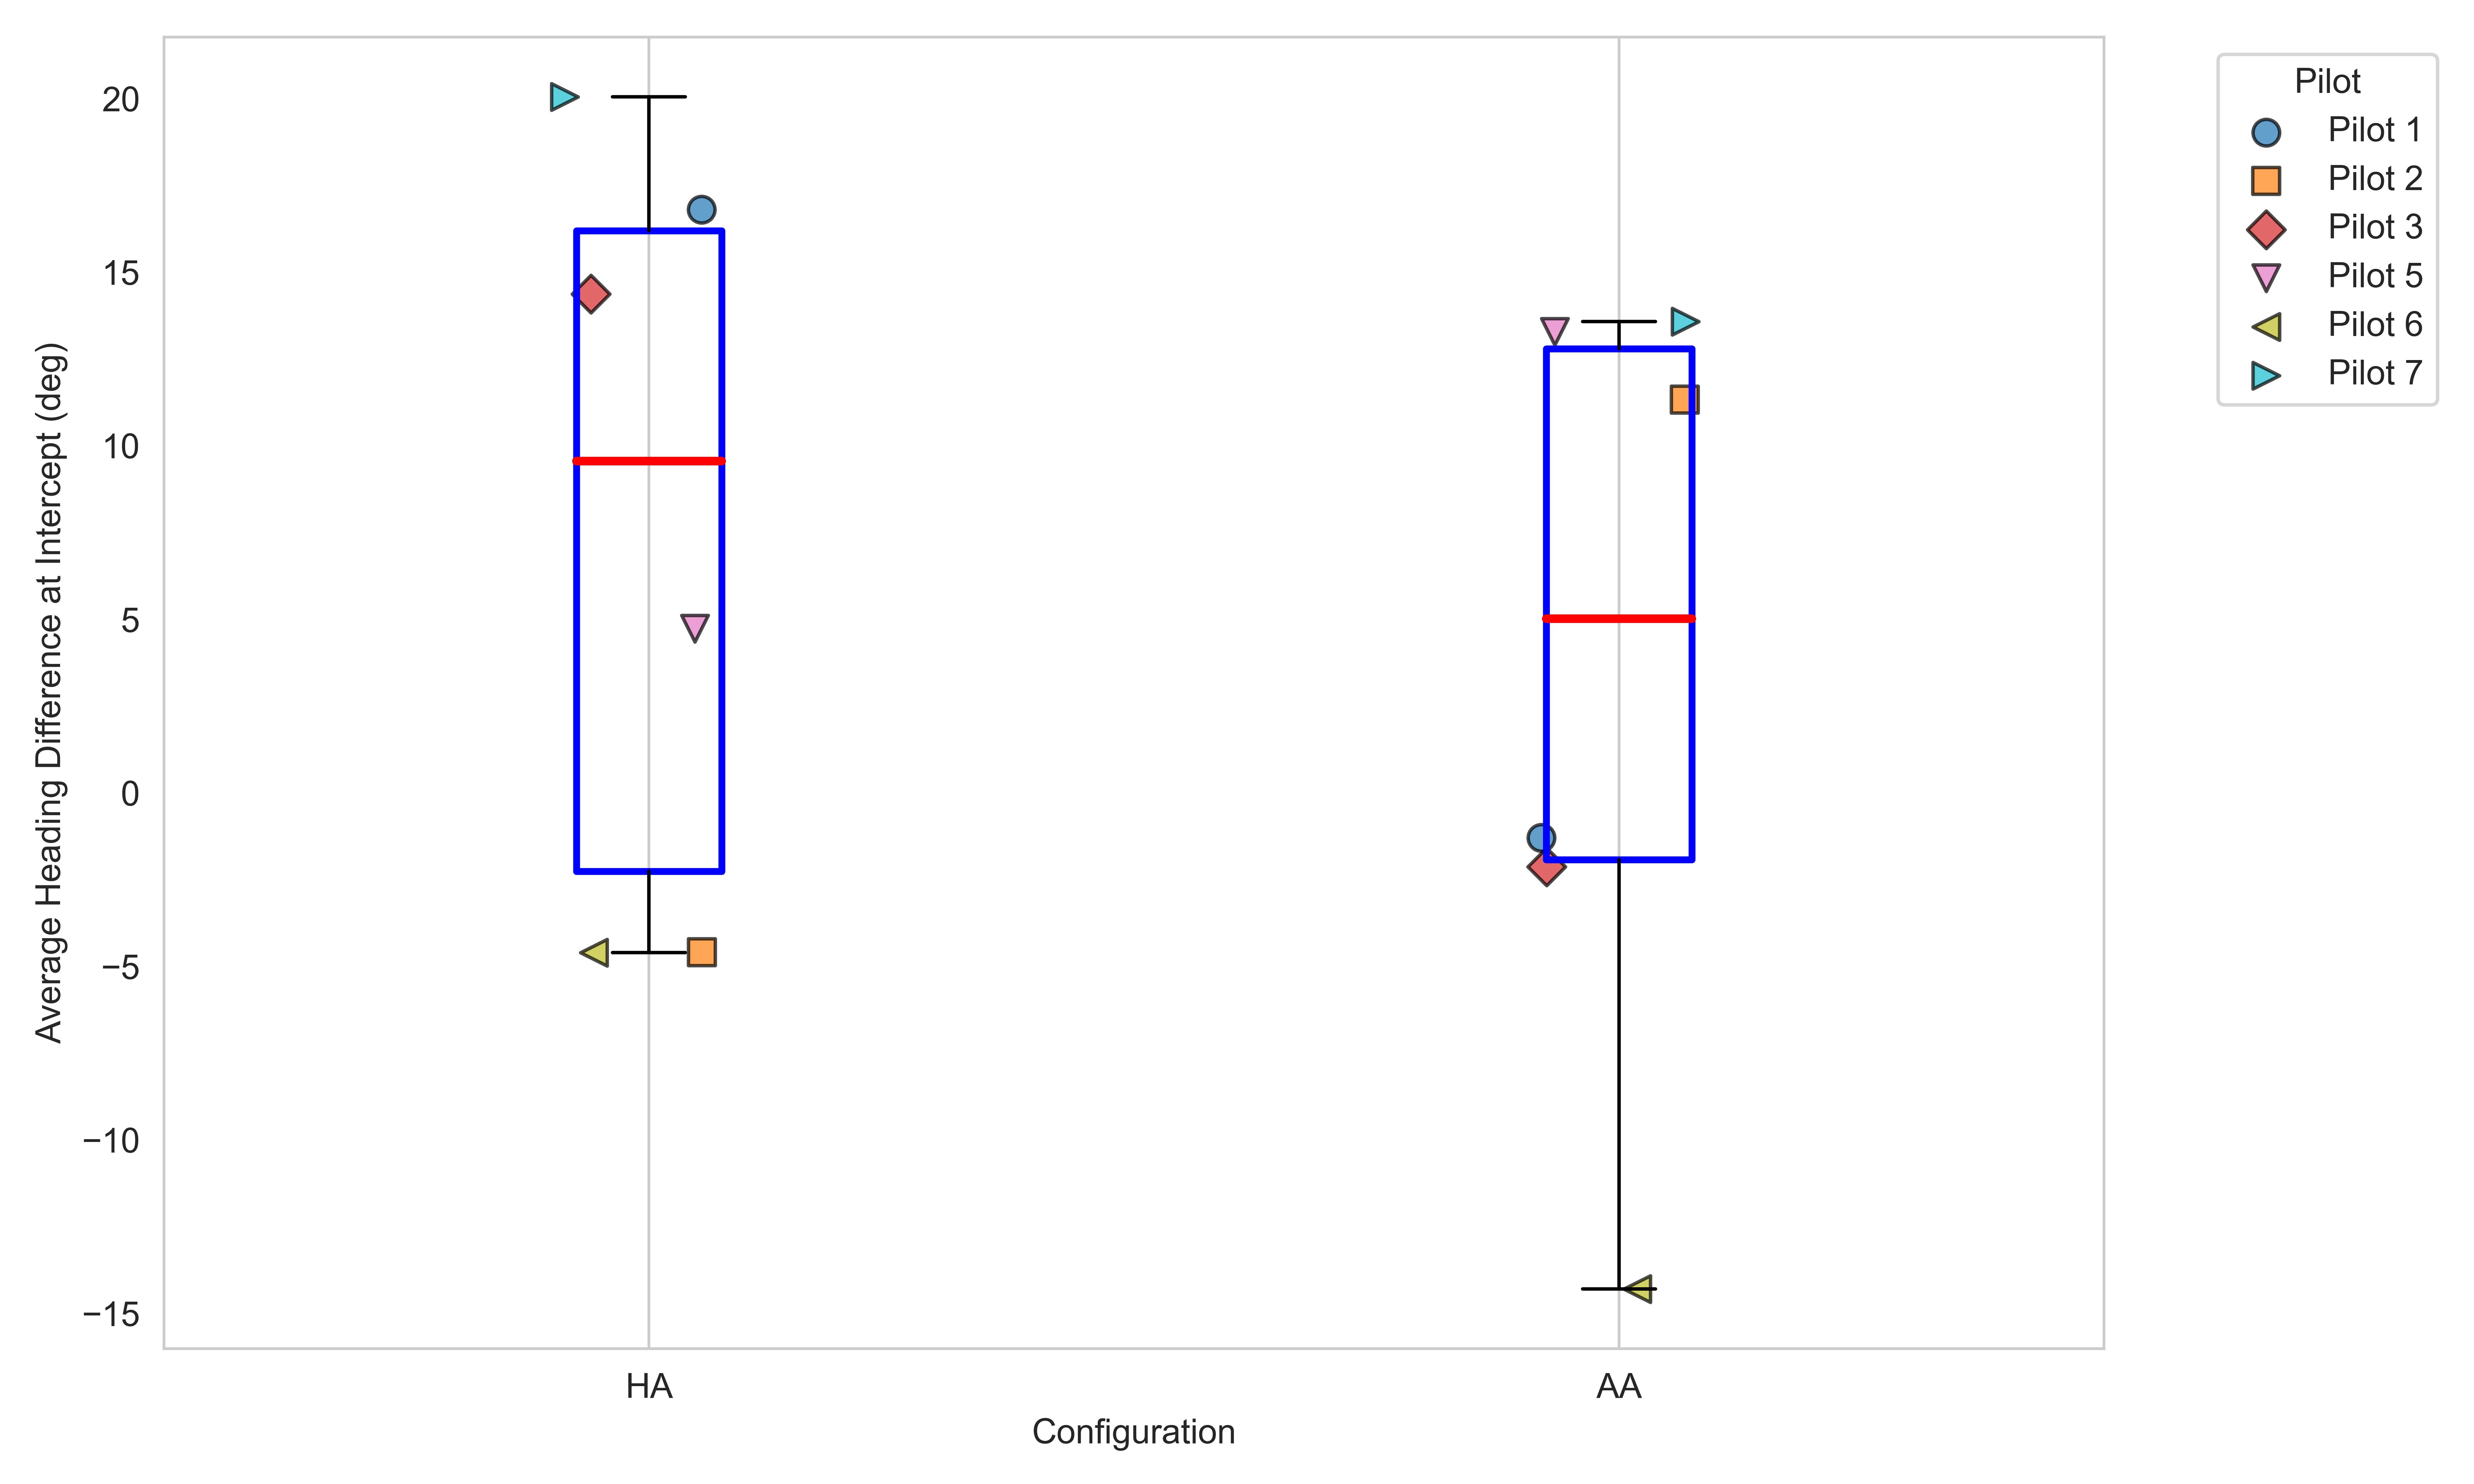 20
15
10
5
0
−5
−10
−15
Average Heading Difference at Intercept (deg)
HA
AA
Configuration
Pilot
Pilot 1
Pilot 2
Pilot 3
Pilot 5
Pilot 6
Pilot 7